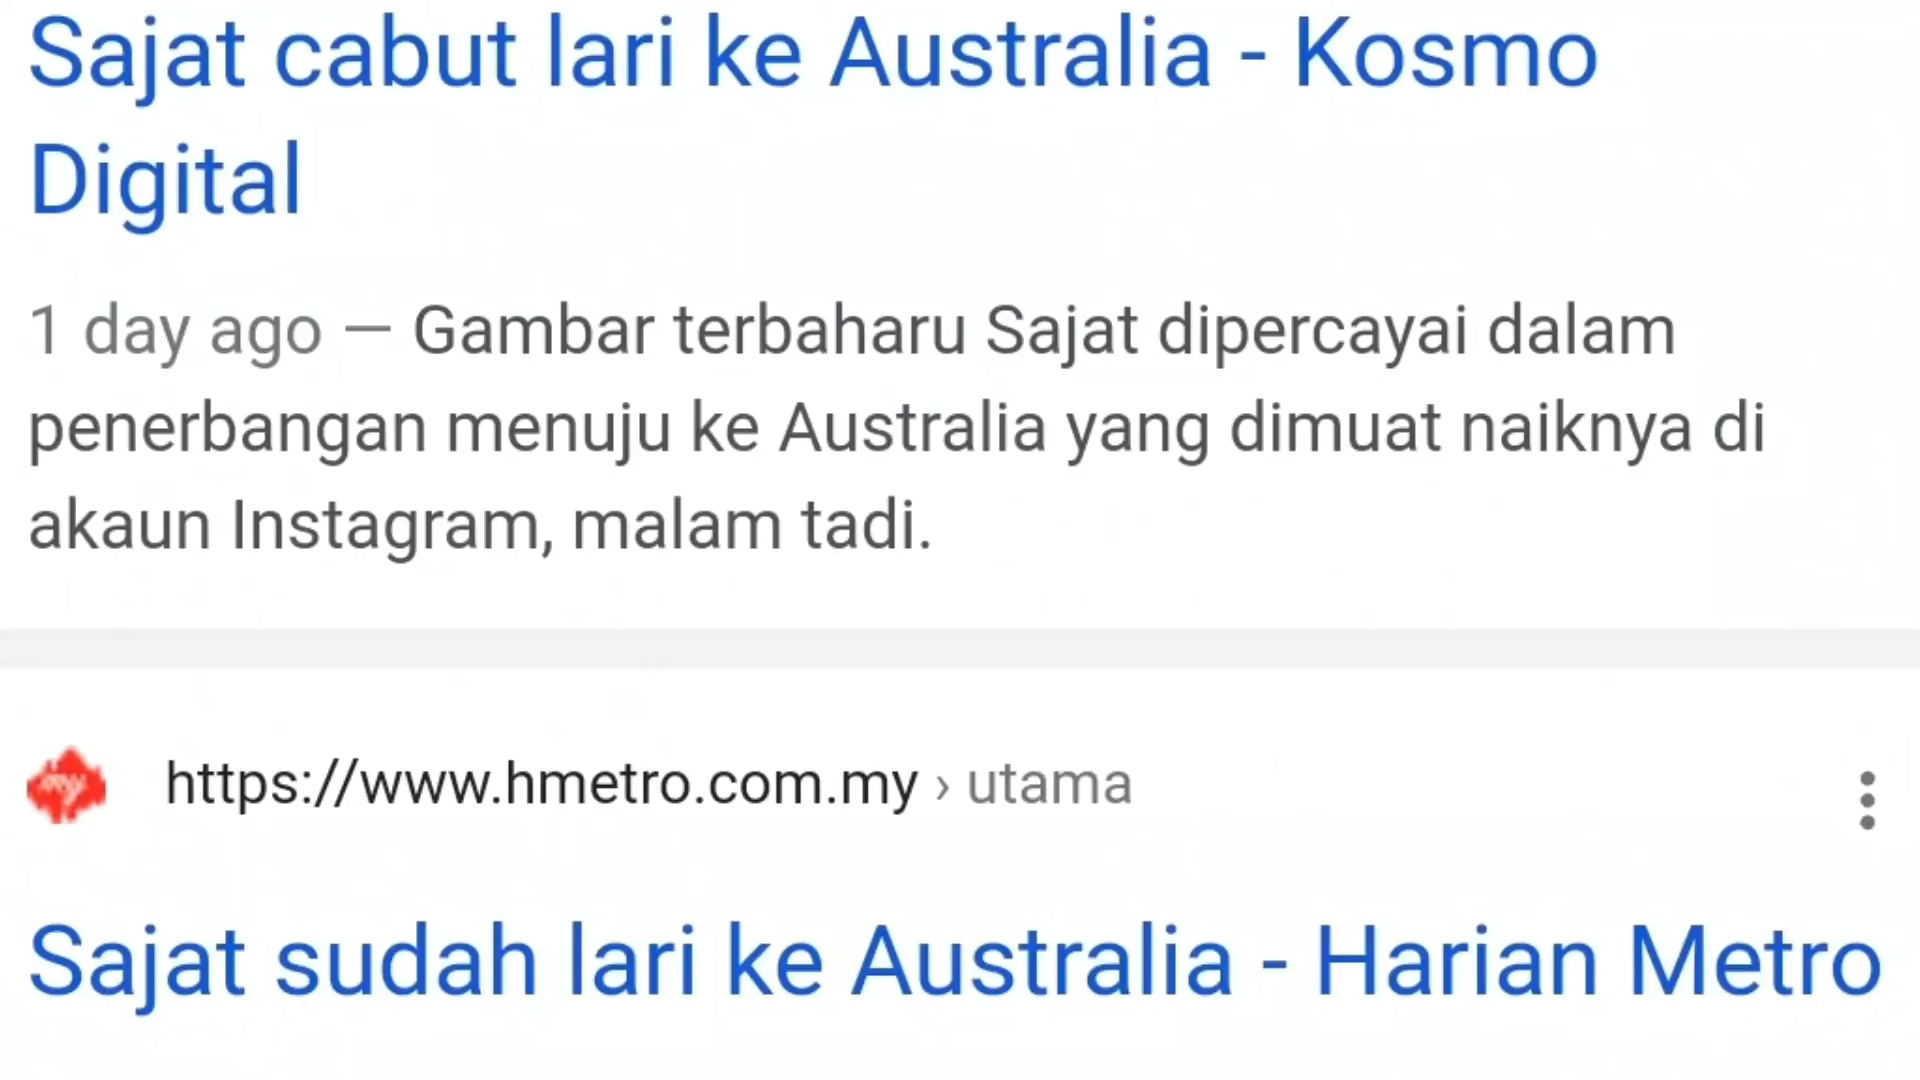 Sajat cabut lari ke Australia - Kosmo
Digital
1 day ago — Gambar terbaharu Sajat dipercayai dalam
penerbangan menuju ke Australia yang dimuat naiknya di
akaun Instagram, malam tadi.
my
https://www.hmetro.com.my › utama
Sajat sudah lari ke Australia - Harian Metro